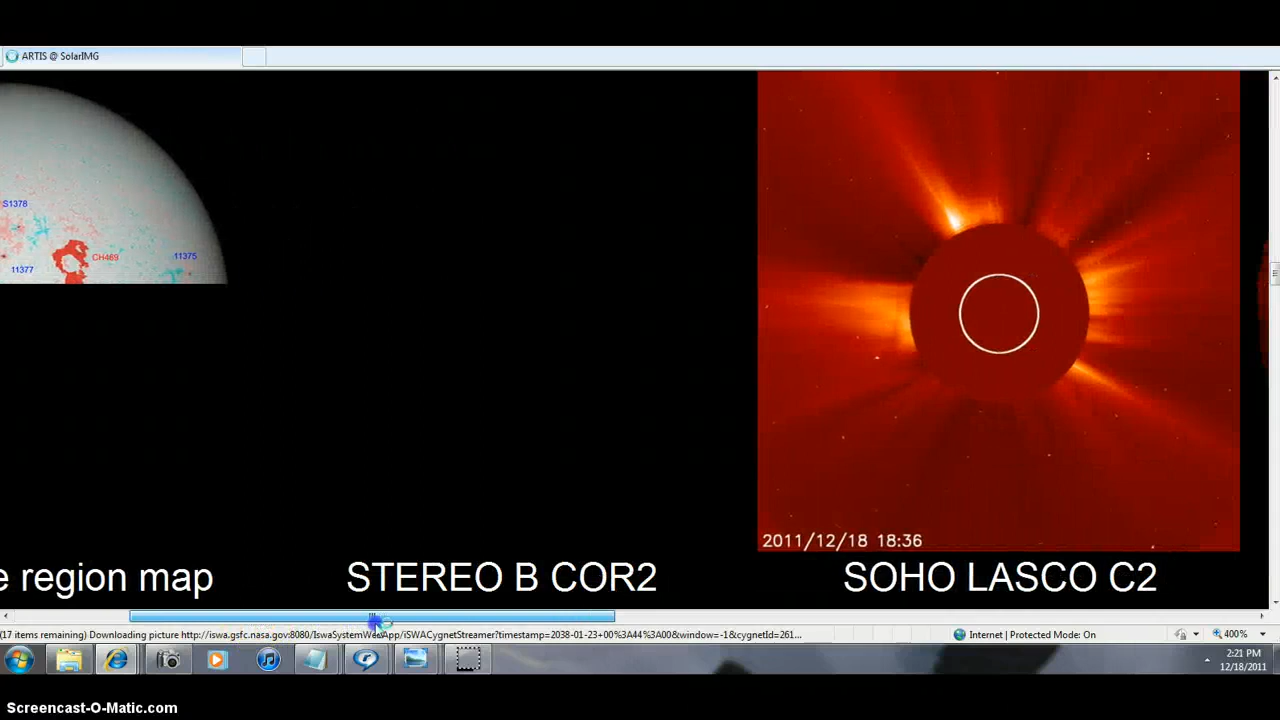 ARTIS @ SolarIMG
S1378
CH489
11375
11377
2011/12/18 18:36
e region map
STEREO B COR2
SOHO LASCO C2
(17 items remaining) Downloading picture http://iswa.gsfc.nasa.gov:8080/IswaSystemWebApp/iSWACygnetStreamer?timestamp=2038-01-23+00%3A44%3A00&window=-1&cygnetId=261...
Internet | Protected Mode: On
400%
2:21 PM
12/18/2011
Screencast-O-Matic.com